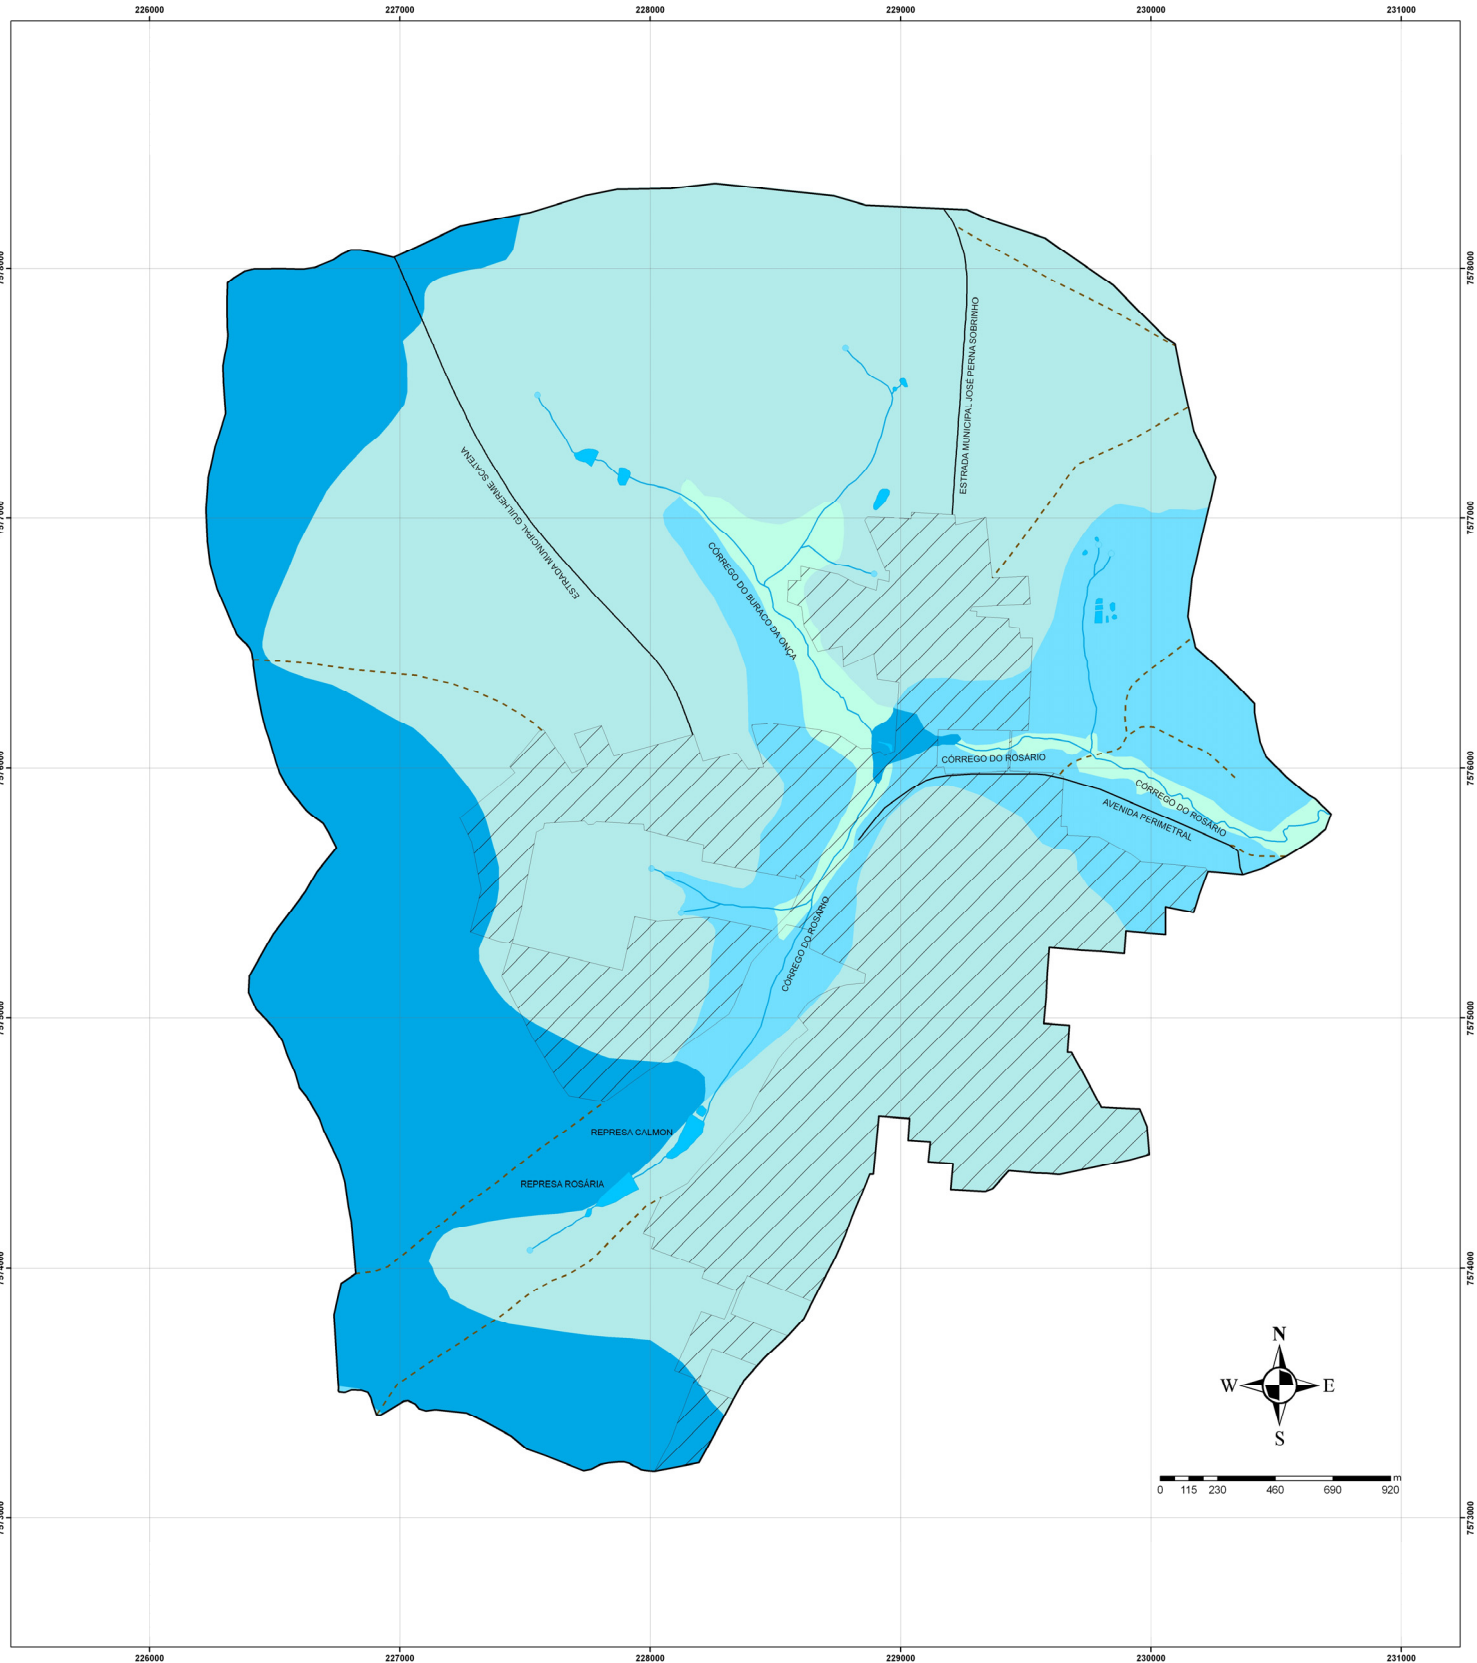 226000 227000 228000 229000 230000 231000
7578000
ESTRADA MUNICIPAL JOSÉ PERNA SOBRINHO
ESTRADA MUNICIPAL GUILHERME SCATENA
7577000
CÓRREGO DO BURACO DA ONÇA
7576000
CÓRREGO DO ROSÁRIO
CÓRREGO DO ROSÁRIO
AVENIDA PERIMETRAL
CÓRREGO DO ROSÁRIO
7575000
REPRESA CALMON
REPRESA ROSÁRIA
7574000
N
W E
S
m
0 115 230 460 690 920
7573000
226000 227000 228000 229000 230000 231000